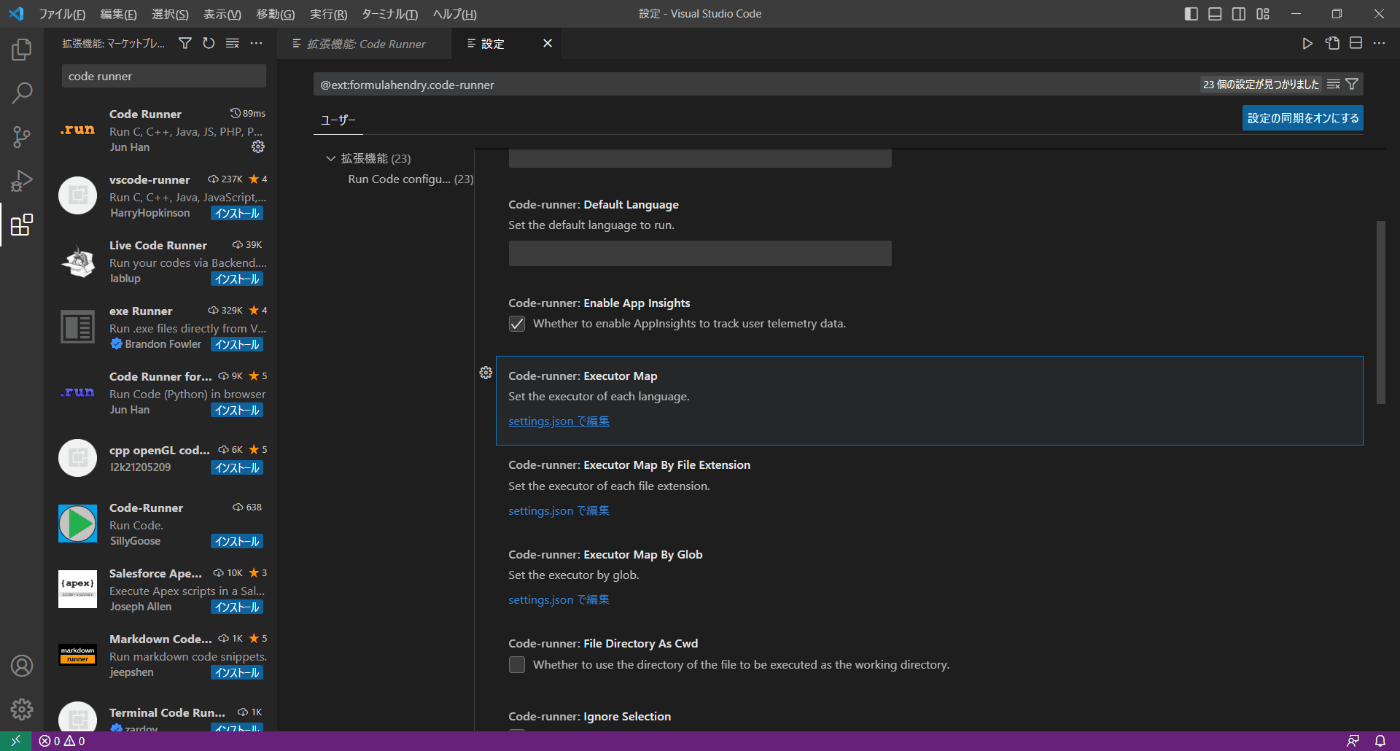 ファイル(F) 編集(E) 選択(S) 表示(V) 移動(G) 実行(R) ターミナル(T) ヘルプ(H)
設定 - Visual Studio Code
拡張機能: マーケットプレ...
code runner
.run
Code Runner 89ms
Run C, C++, Java, JS, PHP, P...
Jun Han
vscode-runner 237K 4
Run C, C++, Java, JavaScript,...
HarryHopkinson インストール
Live Code Runner 39K
Run your codes via Backend....
lablup インストール
exe Runner 329K 4
Run .exe files directly from V...
Brandon Fowler インストール
.run
Code Runner for... 9K 5
Run Code (Python) in browser
Jun Han インストール
cpp openGL cod... 6K 5
l2k21205209 インストール
Code-Runner 638
Run Code.
SillyGoose インストール
{apex}
Salesforce Ape... 10K 3
Execute Apex scripts in a Sal...
Joseph Allen インストール
markdown
runner
Markdown Code... 1K 5
Run markdown code snippets.
jeepshen インストール
Terminal Code Run... 1K
zardoy インストール
拡張機能: Code Runner
設定
@ext:formulahendry.code-runner
23 個の設定が見つかりました
ユーザー
設定の同期をオンにする
拡張機能 (23)
Run Code configu... (23)
Code-runner: Default Language
Set the default language to run.
Code-runner: Enable App Insights
Whether to enable AppInsights to track user telemetry data.
Code-runner: Executor Map
Set the executor of each language.
settings.json で編集
Code-runner: Executor Map By File Extension
Set the executor of each file extension.
settings.json で編集
Code-runner: Executor Map By Glob
Set the executor by glob.
settings.json で編集
Code-runner: File Directory As Cwd
Whether to use the directory of the file to be executed as the working directory.
Code-runner: Ignore Selection
0 0